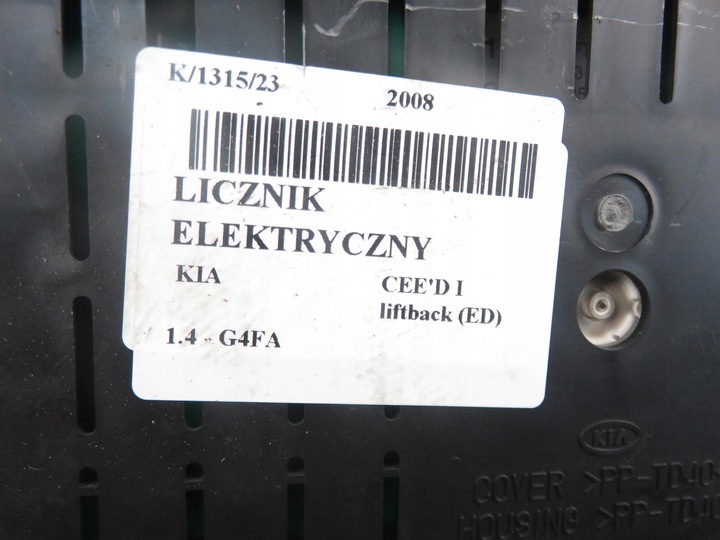 K/1315/23
2008
LICZNIK
ELEKTRYCZNY
KIA CEE'D I
liftback (ED)
1.4 - G4FA
KIA
COVER >PP-TD40
HOUSING >PP-TD40